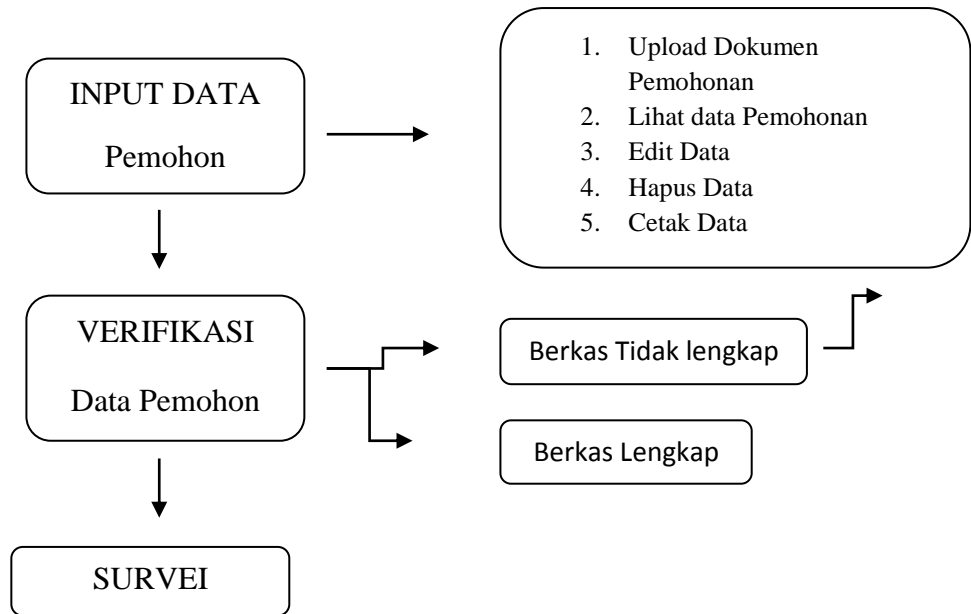 INPUT DATA
Pemohon
1. Upload Dokumen
Pemohonan
2. Lihat data Pemohonan
3. Edit Data
4. Hapus Data
5. Cetak Data
VERIFIKASI
Data Pemohon
Berkas Tidak lengkap
Berkas Lengkap
SURVEI